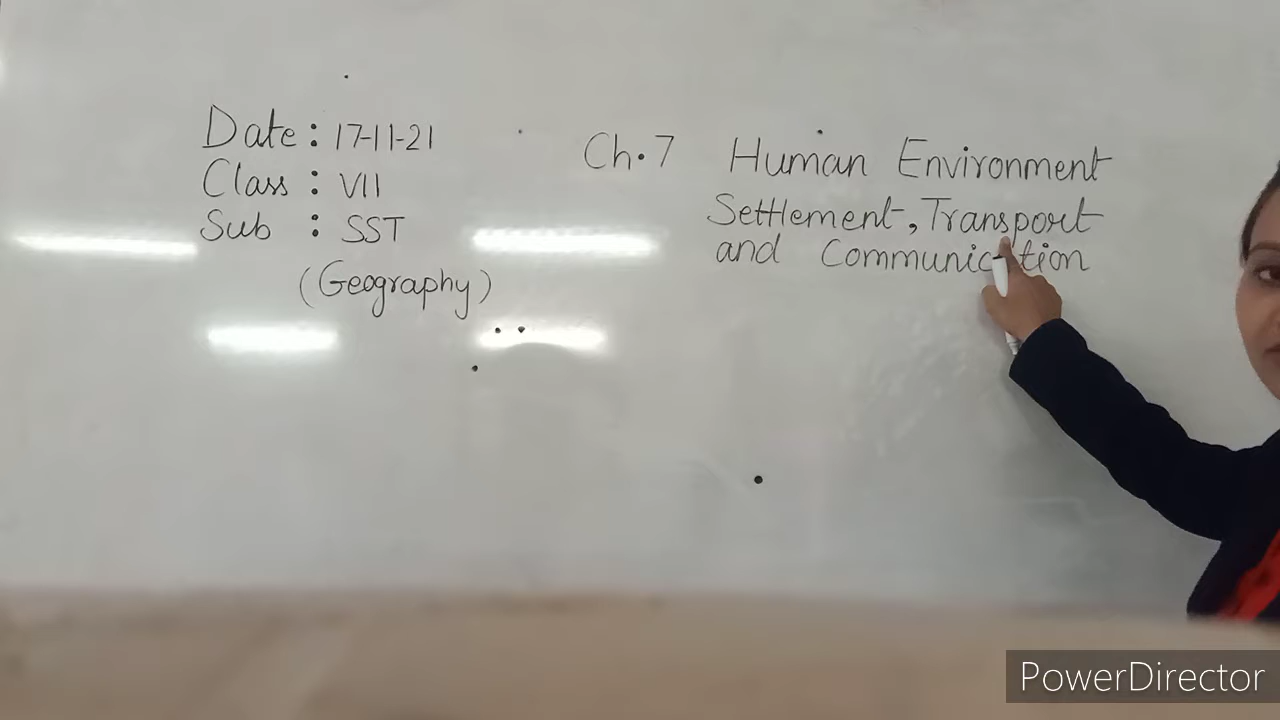 Date : 17-11-21
Class : VII
Sub : SST
(Geography)
Ch.7 Human Environment
Settlement, Transport
and Communication
PowerDirector